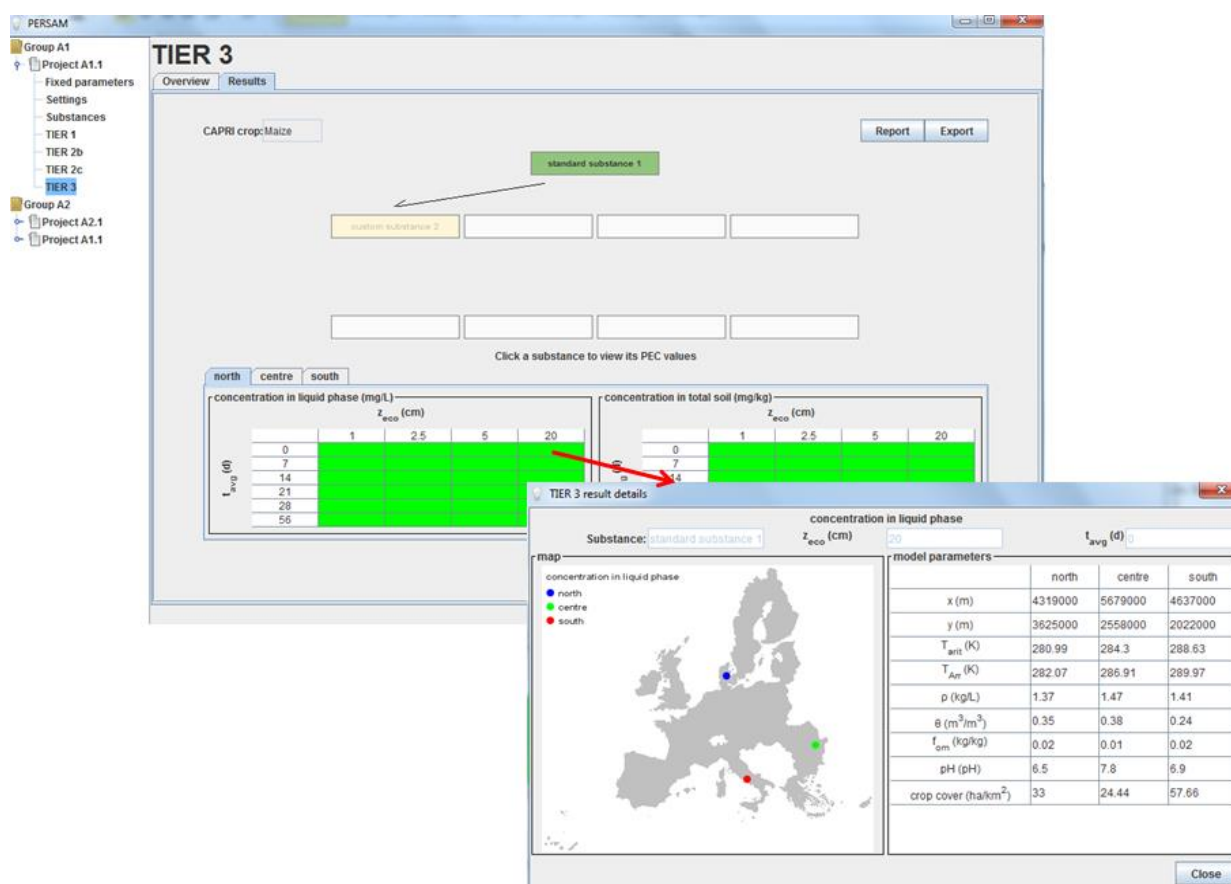 PERSAM
Group A1
Project A1.1
Fixed parameters
Settings
Substances
TIER 1
TIER 2b
TIER 2c
TIER 3
Group A2
Project A2.1
Project A1.1
TIER 3
Overview Results
CAPRI crop: Maize
Report Export
standard substance 1
custom substance 2
Click a substance to view its PEC values
north centre south
concentration in liquid phase (mg/L)
z eco (cm)
1 2.5 5 20
t avg (d)
0
7
14
21
28
56
concentration in total soil (mg/kg)
z eco (cm)
1 2.5 5 20
0
7
14
TIER 3 result details
concentration in liquid phase
Substance: standard substance 1 z eco (cm) 20 t avg (d) 0
map
concentration in liquid phase
north
centre
south
model parameters
north centre south
x (m) 4319000 5679000 4637000
y (m) 3625000 2558000 2022000
T arit (K) 280.99 284.3 288.63
T Arr (K) 282.07 286.91 289.97
ρ (kg/L) 1.37 1.47 1.41
θ (m³/m³) 0.35 0.38 0.24
f om (kg/kg) 0.02 0.01 0.02
pH (pH) 6.5 7.8 6.9
crop cover (ha/km²) 33 24.44 57.66
Close